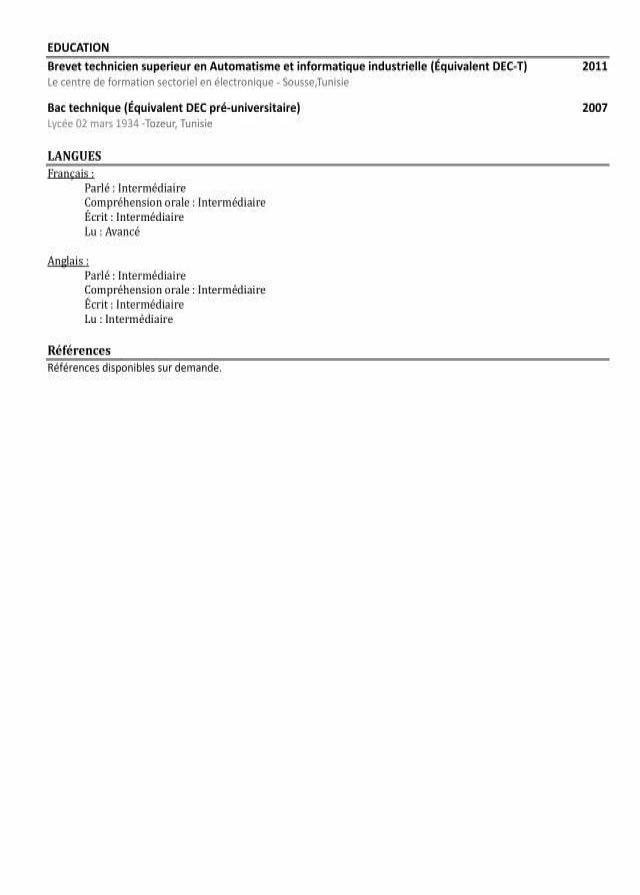 EDUCATION
Brevet technicien superieur en Automatisme et informatique industrielle (Équivalent DEC-T) 2011
Le centre de formation sectoriel en électronique - Sousse,Tunisie
Bac technique (Équivalent DEC pré-universitaire) 2007
Lycée 02 mars 1934 -Tozeur, Tunisie
LANGUES
Français :
Parlé : Intermédiaire
Compréhension orale : Intermédiaire
Écrit : Intermédiaire
Lu : Avancé
Anglais :
Parlé : Intermédiaire
Compréhension orale : Intermédiaire
Écrit : Intermédiaire
Lu : Intermédiaire
Références
Références disponibles sur demande.